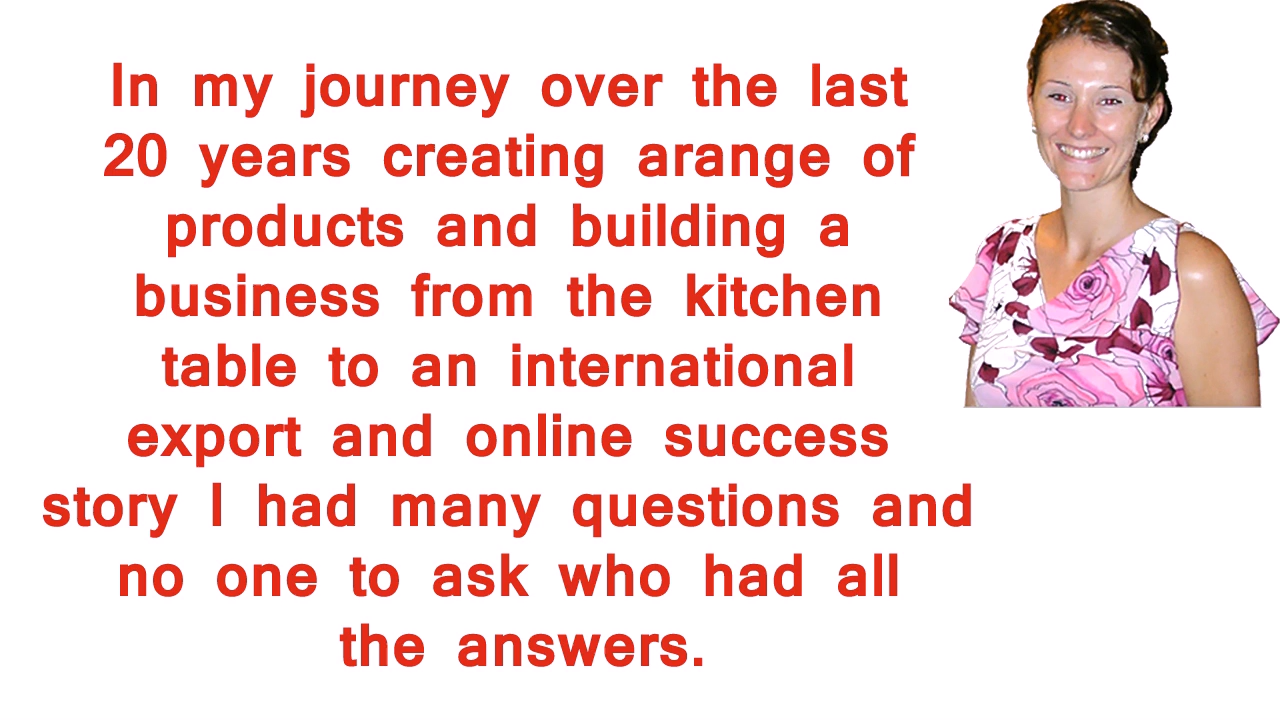 In my journey over the last
20 years creating arange of
products and building a
business from the kitchen
table to an international
export and online success
story I had many questions and
no one to ask who had all
the answers.